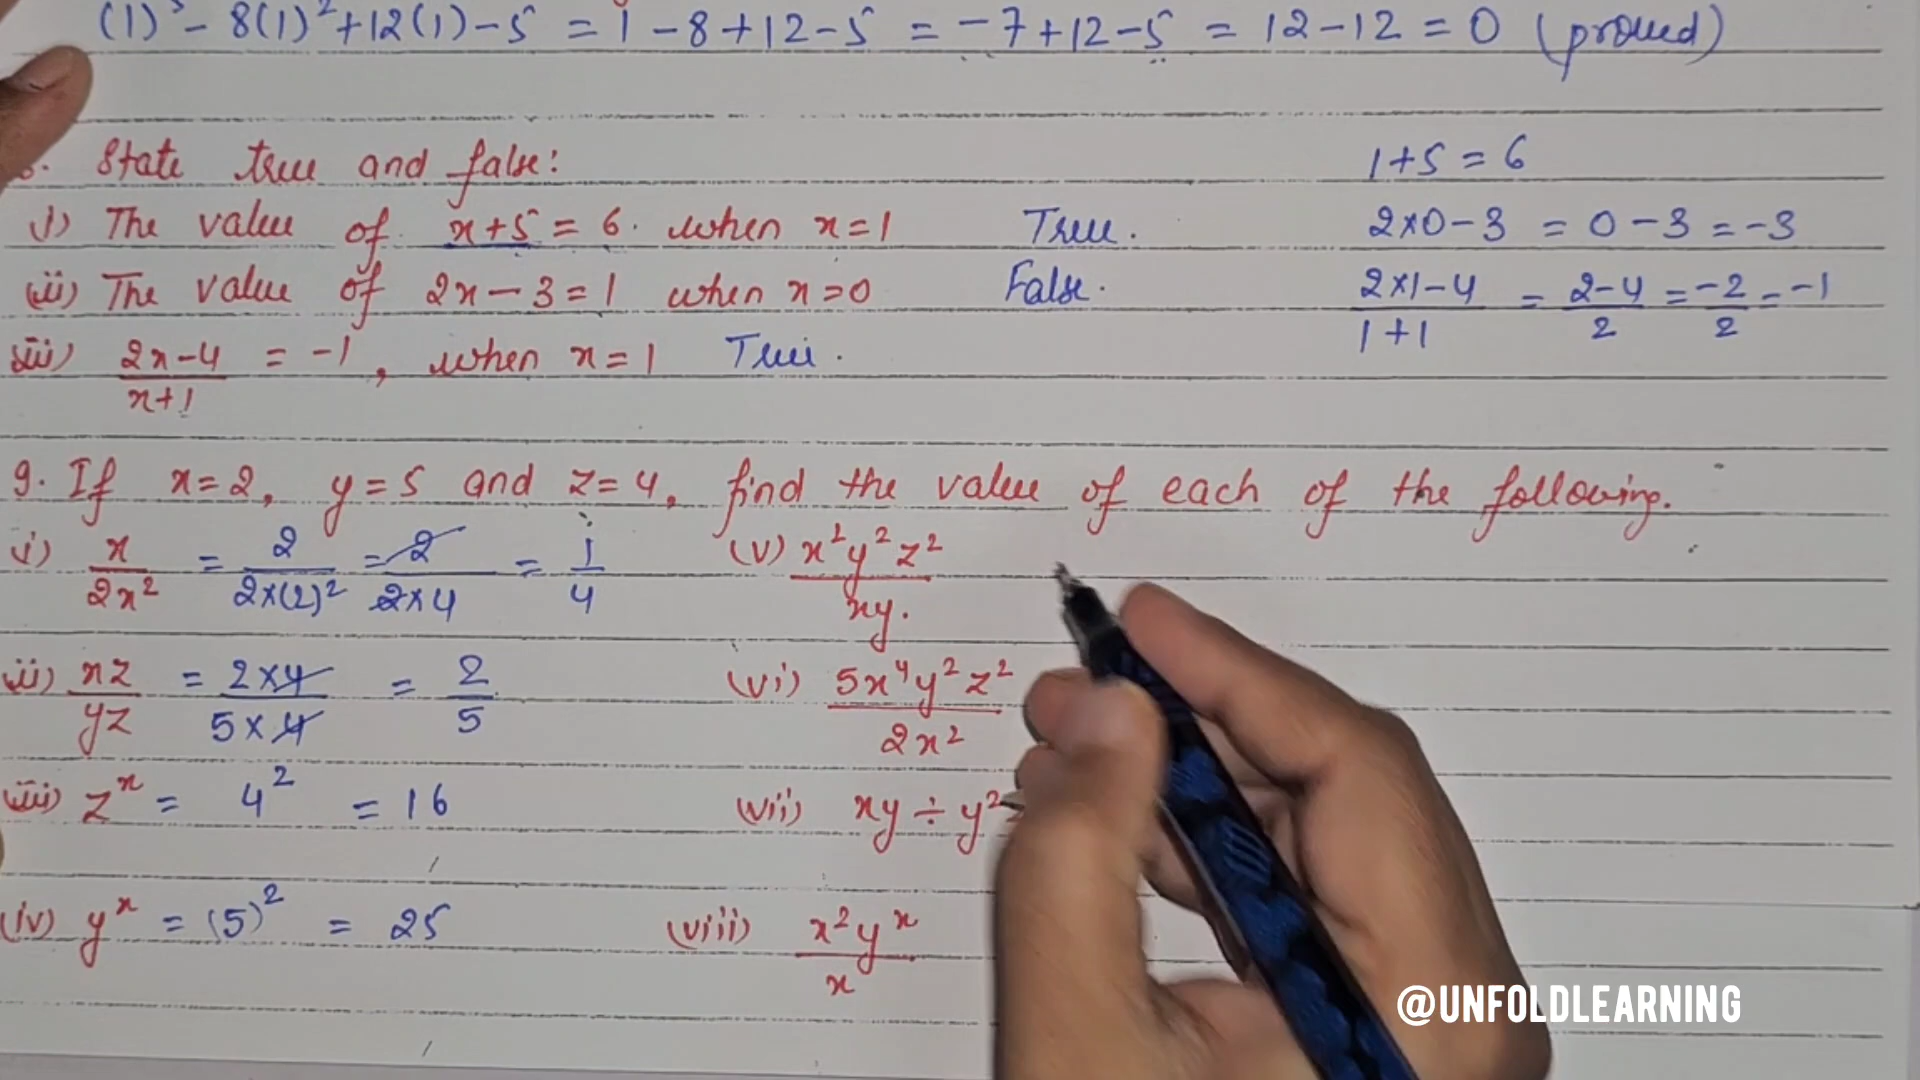 (1)³ - 8(1)² + 12(1) - 5 = 1 - 8 + 12 - 5 = -7 + 12 - 5 = 12 - 12 = 0 (proved)
State true and false: 1+5 = 6
i) The value of x+5 = 6. when x=1 True. 2×0-3 = 0-3 = -3
(ii) The value of 2x-3=1 when x=0 False. (2×1-4)/(1+1) = (2-4)/2 = -2/2 = -1
iii) (2x-4)/(x+1) = -1, when x=1 True.
9. If x=2, y=5 and z=4, find the value of each of the following.
i) x/2x² = 2/(2×(2)²) = 2/(2×4) = 1/4 (v) x²y²z²/xy.
ii) xz/yz = (2×4)/(5×4) = 2/5 (vi) 5x⁴y²z²/2x²
iii) zˣ = 4² = 16 (vii) xy ÷ y²
(iv) yˣ = (5)² = 25 (viii) x²yˣ/x
@UNFOLDLEARNING